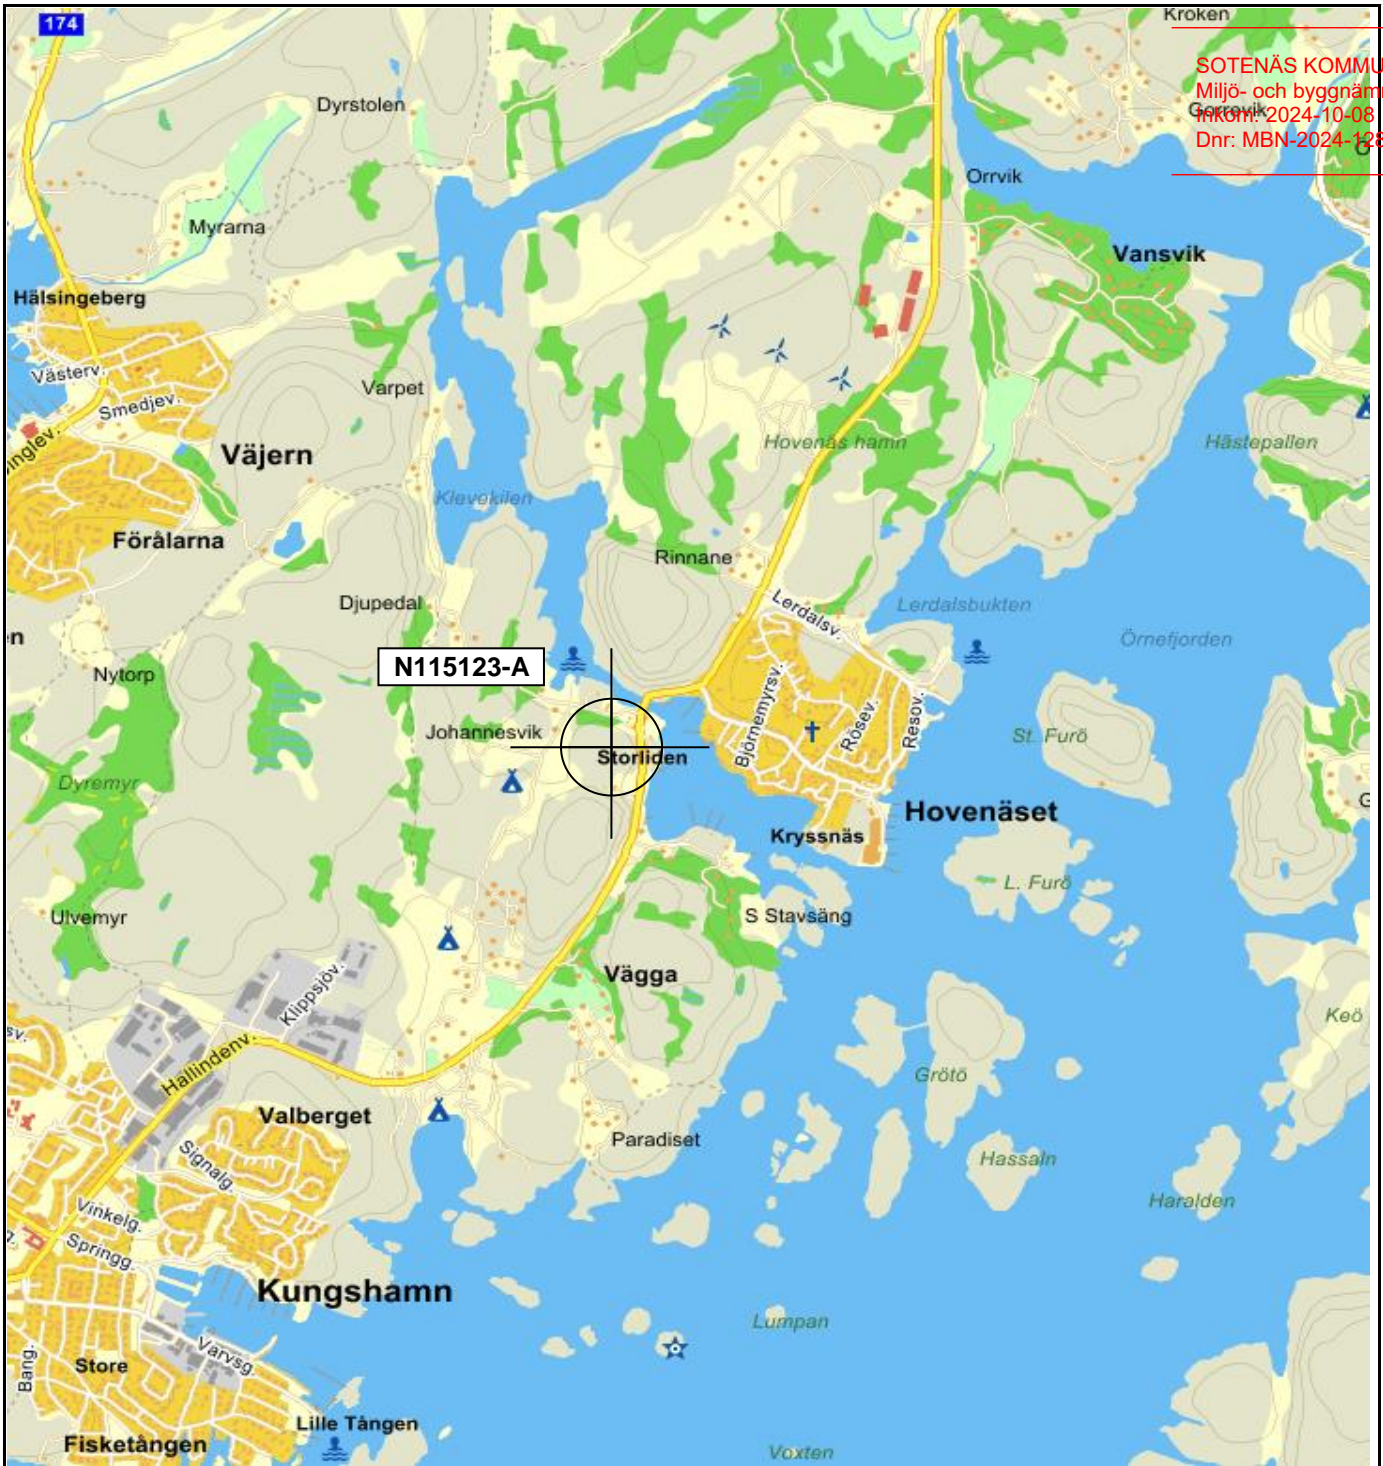 174
Kroken
SOTENÄS KOMMU
Miljö- och byggnäm
Gorrevik
Inkom: 2024-10-08
Dnr: MBN-2024-128
Dyrstolen
Orrvik
Myrarna
Vansvik
Hälsingeberg
Västerv.
Varpet
Smedjev.
inglev.
Väjern
Hovenäs hamn
Hästepallen
Klevekilen
Förålarna
Rinnane
Djupedal
Lerdalsv.
Lerdalsbukten
Örnefjorden
n
N115123-A
Nytorp
Björnemyrsv.
Rösev.
Resov.
Johannesvik
St. Furö
Storliden
Dyremyr
Hovenäset
G
Kryssnäs
L. Furö
Ulvemyr
S Stavsäng
Vägga
Klippsjöv.
Keö
sv.
Hallindenv.
Grötö
Valberget
Paradiset
Signalg.
Hassaln
Vinkelg.
Haralden
g.
Springg.
Kungshamn
Lumpan
Varvsg.
Bang.
Store
Lille Tången
Fisketången
Voxten